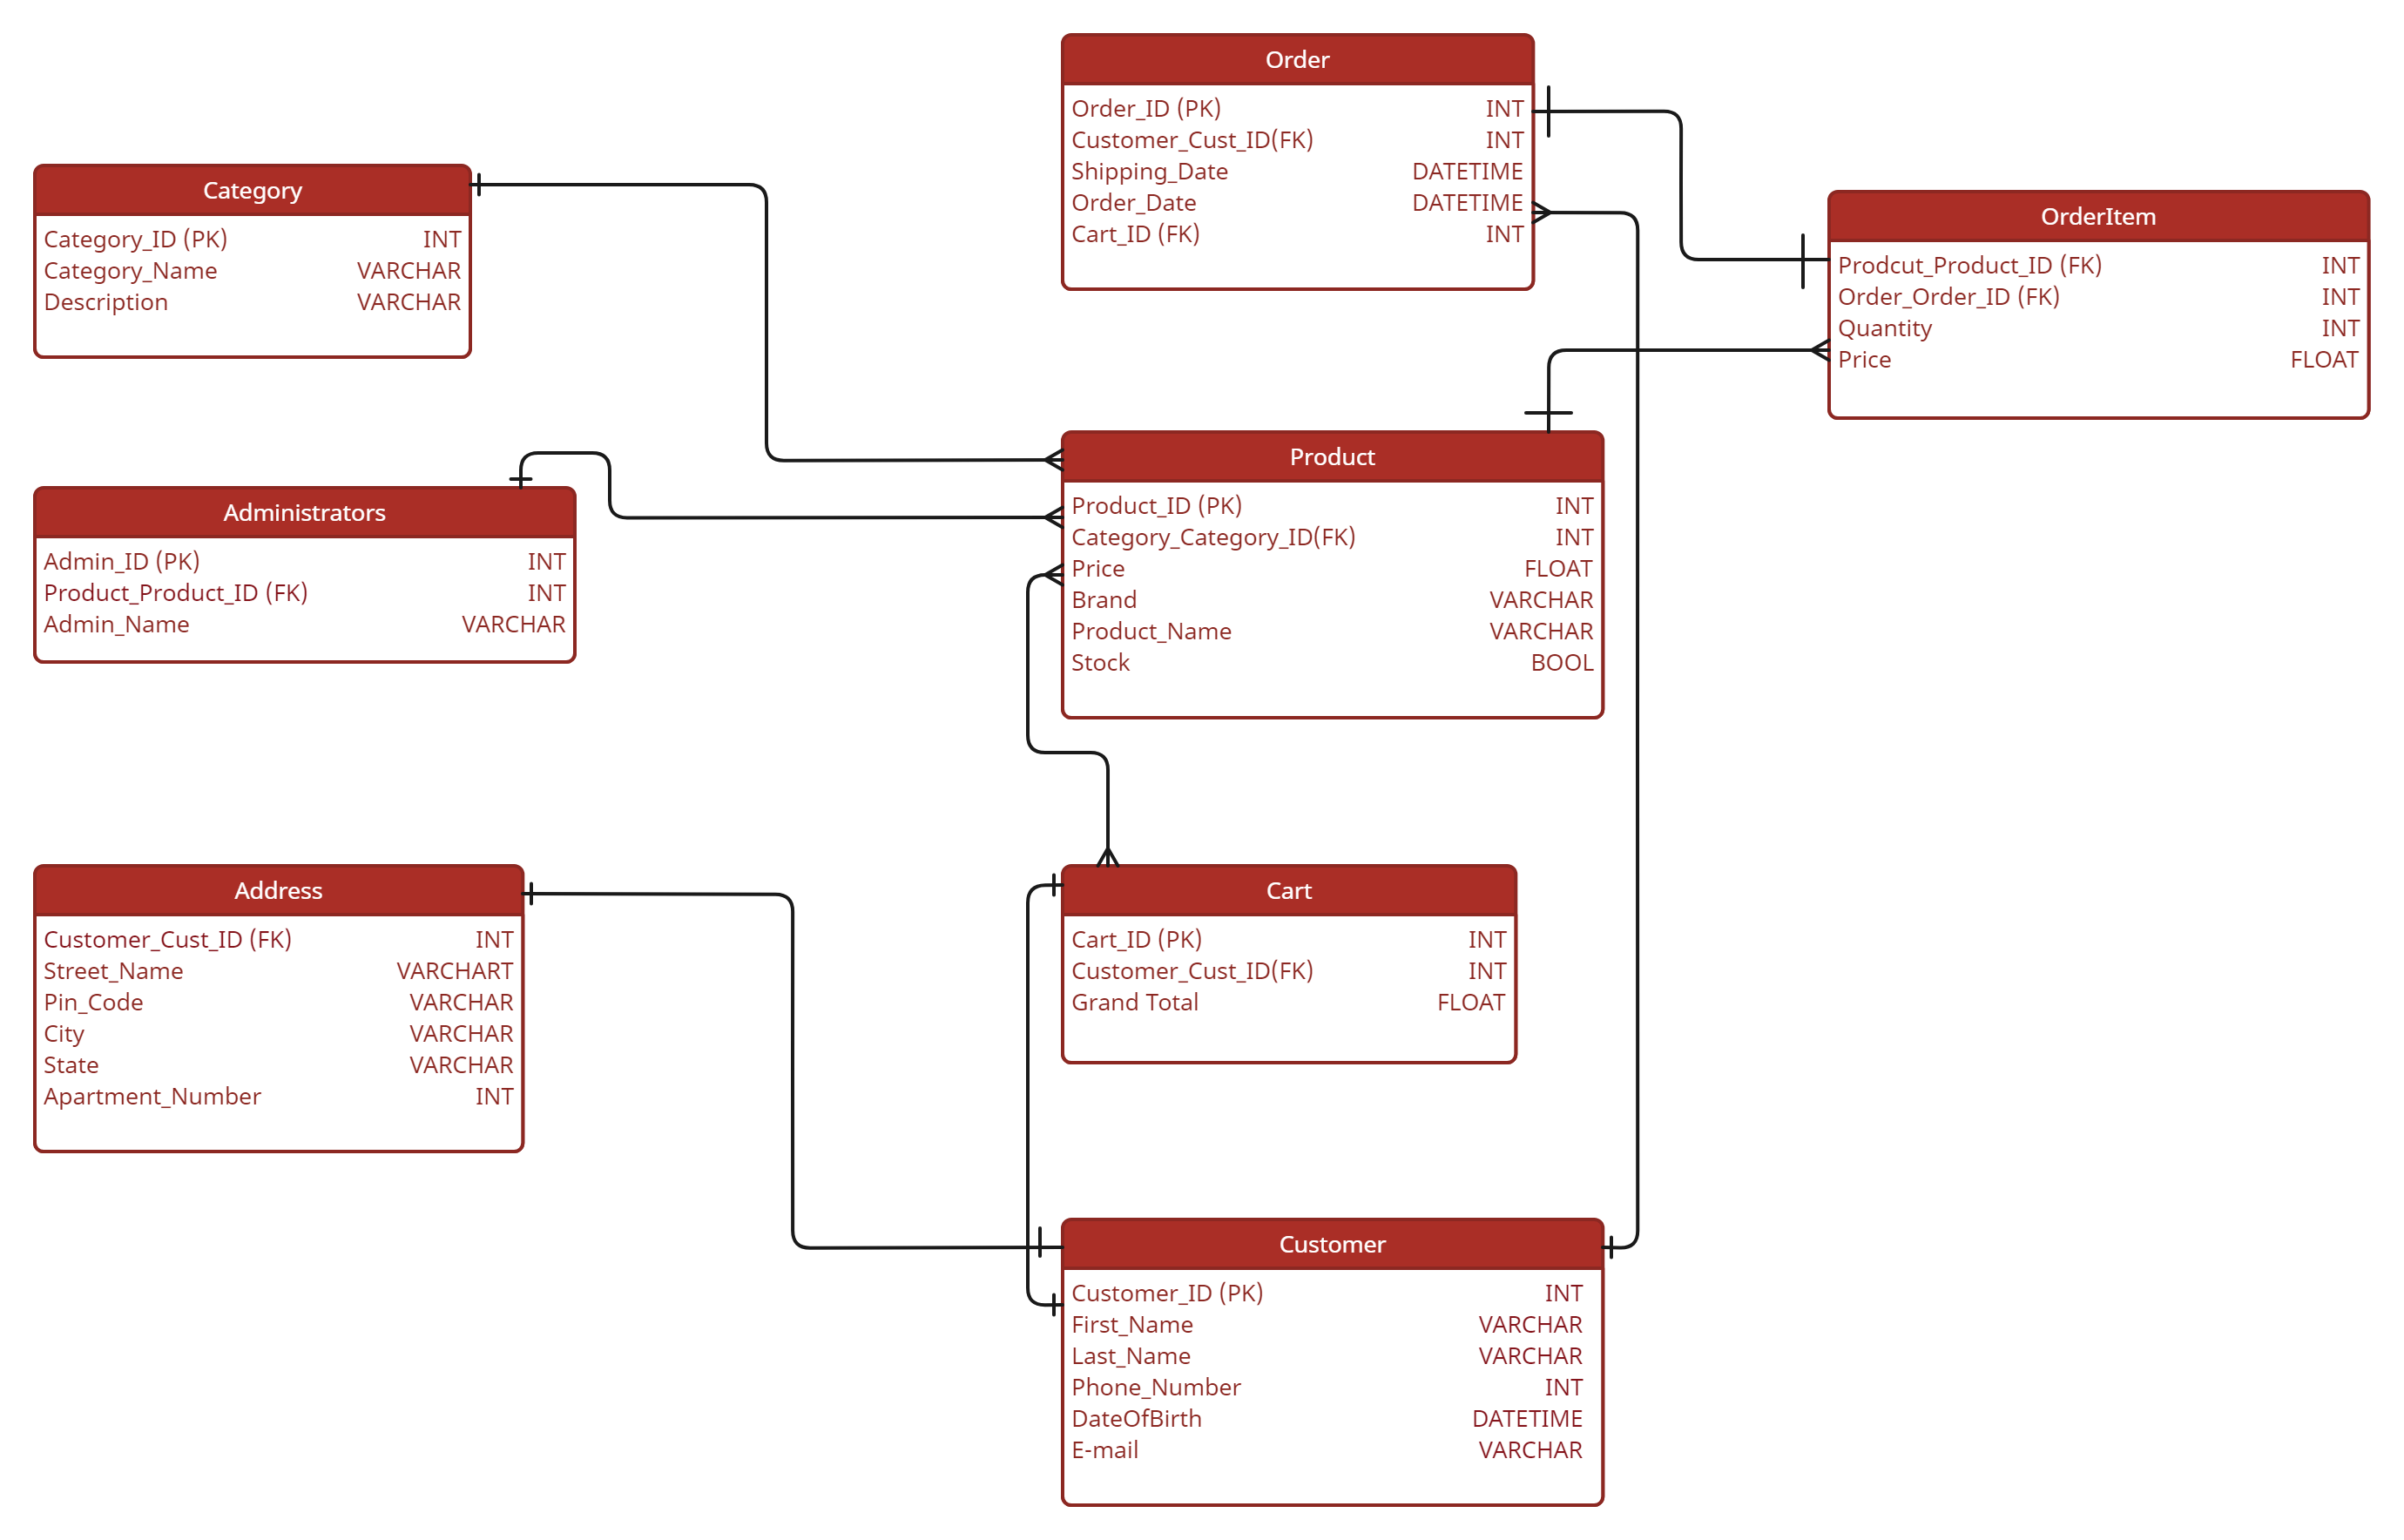 Order
Order_ID (PK) INT
Customer_Cust_ID(FK) INT
Shipping_Date DATETIME
Order_Date DATETIME
Cart_ID (FK) INT
Category
Category_ID (PK) INT
Category_Name VARCHAR
Description VARCHAR
OrderItem
Prodcut_Product_ID (FK) INT
Order_Order_ID (FK) INT
Quantity INT
Price FLOAT
Product
Product_ID (PK) INT
Category_Category_ID(FK) INT
Price FLOAT
Brand VARCHAR
Product_Name VARCHAR
Stock BOOL
Administrators
Admin_ID (PK) INT
Product_Product_ID (FK) INT
Admin_Name VARCHAR
Address
Customer_Cust_ID (FK) INT
Street_Name VARCHART
Pin_Code VARCHAR
City VARCHAR
State VARCHAR
Apartment_Number INT
Cart
Cart_ID (PK) INT
Customer_Cust_ID(FK) INT
Grand Total FLOAT
Customer
Customer_ID (PK) INT
First_Name VARCHAR
Last_Name VARCHAR
Phone_Number INT
DateOfBirth DATETIME
E-mail VARCHAR